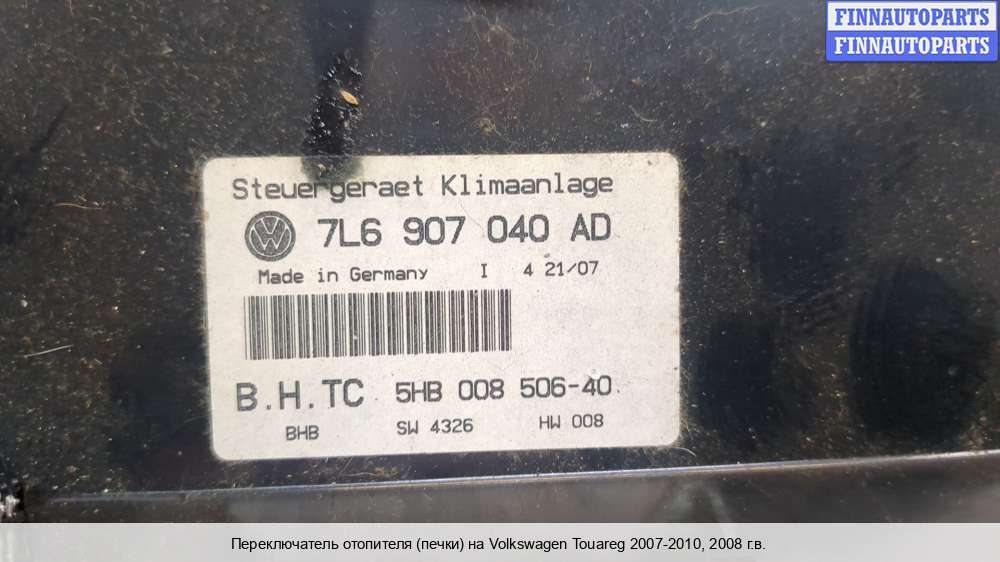 FINNAUTOPARTS
FINNAUTOPARTS
Steuergeraet Klimaanlage
7L6 907 040 AD
Made in Germany I 4 21/07
B.H.TC 5HB 008 506-40
BHB SW 4326 HW 008
Переключатель отопителя (печки) на Volkswagen Touareg 2007-2010, 2008 г.в.